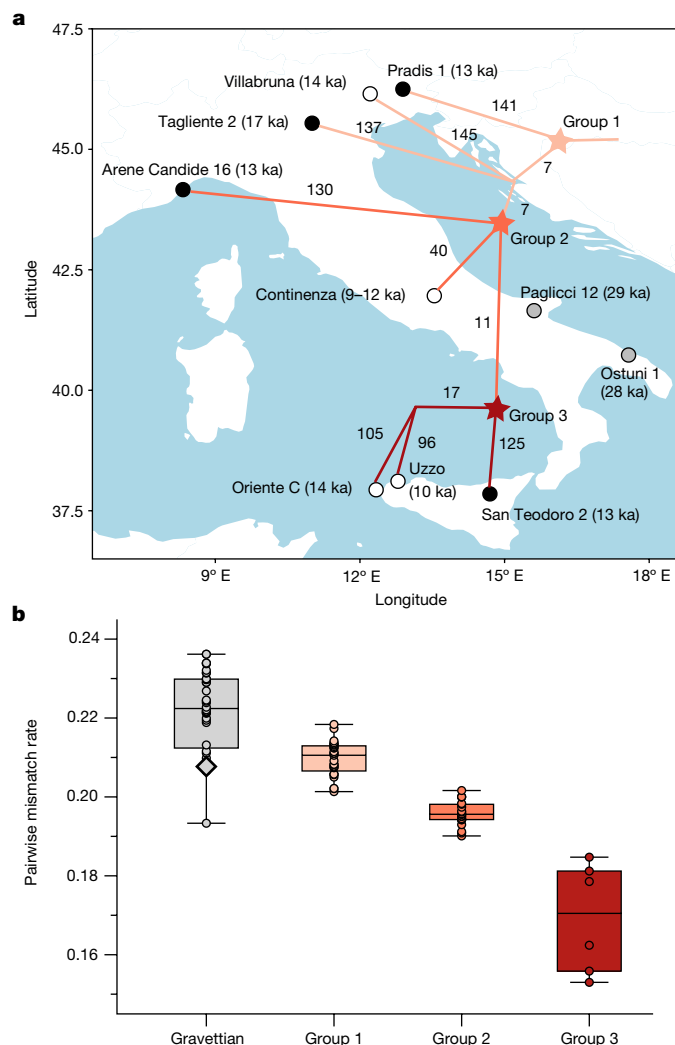 a
47.5
45.0
42.5
40.0
37.5
Latitude
Villabruna (14 ka)
Pradis 1 (13 ka)
Tagliente 2 (17 ka)
137
145
141
Group 1
7
Arene Candide 16 (13 ka)
130
7
Group 2
40
Continenza (9–12 ka)
Paglicci 12 (29 ka)
11
Ostuni 1
(28 ka)
17
Group 3
105
96
125
Oriente C (14 ka)
Uzzo
(10 ka)
San Teodoro 2 (13 ka)
9º E
12º E
15º E
18º E
Longitude
b
0.24
0.22
0.20
0.18
0.16
Pairwise mismatch rate
Gravettian
Group 1
Group 2
Group 3